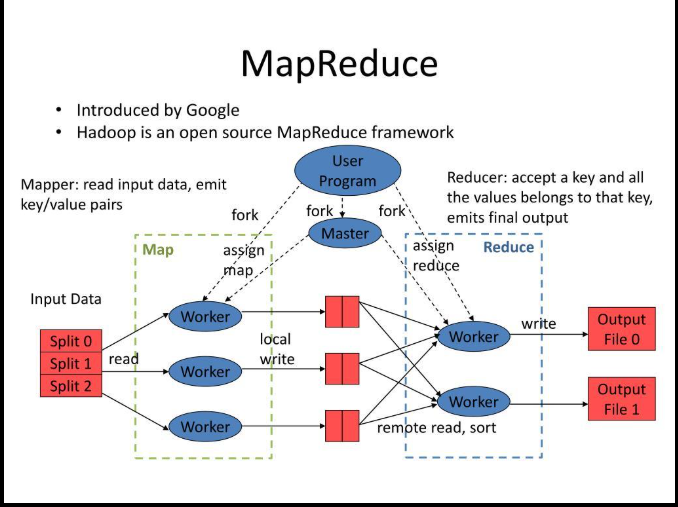 MapReduce
• Introduced by Google
• Hadoop is an open source MapReduce framework
User
Program
Mapper: read input data, emit
key/value pairs
Reducer: accept a key and all
the values belongs to that key,
emits final output
fork
fork
fork
Master
Map
assign
map
assign
reduce
Reduce
Input Data
Split 0
Split 1
Split 2
read
Worker
Worker
Worker
local
write
Worker
Worker
remote read, sort
write
Output
File 0
Output
File 1